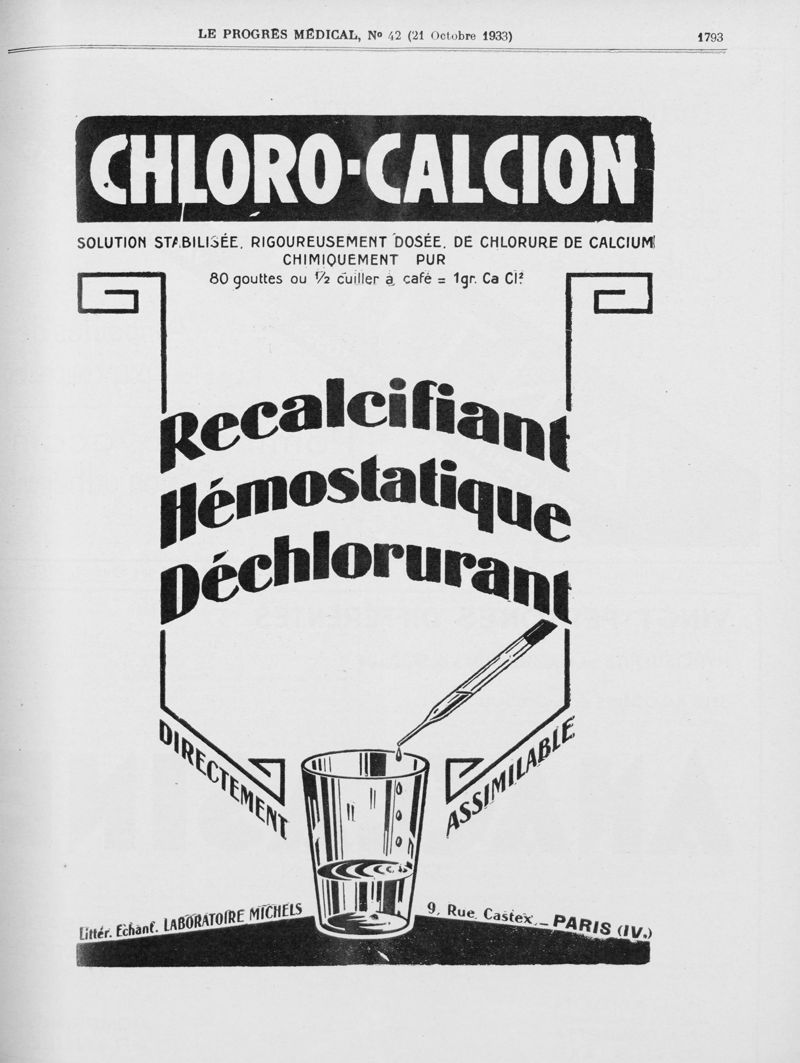 LE PROGRÈS MÉDICAL, No 42 (21 Octobre 1933)
1793
CHLORO-CALCION
SOLUTION STABILISÉE, RIGOUREUSEMENT DOSÉE, DE CHLORURE DE CALCIUM
CHIMIQUEMENT PUR
80 gouttes ou 1/2 cuiller à café = 1gr. Ca Cl²
Recalcifiant
Hémostatique
Déchlorurant
DIRECTEMENT
ASSIMILABLE
Littér. Échant. LABORATOIRE MICHELS
9, Rue Castex, _ PARIS (IV.)